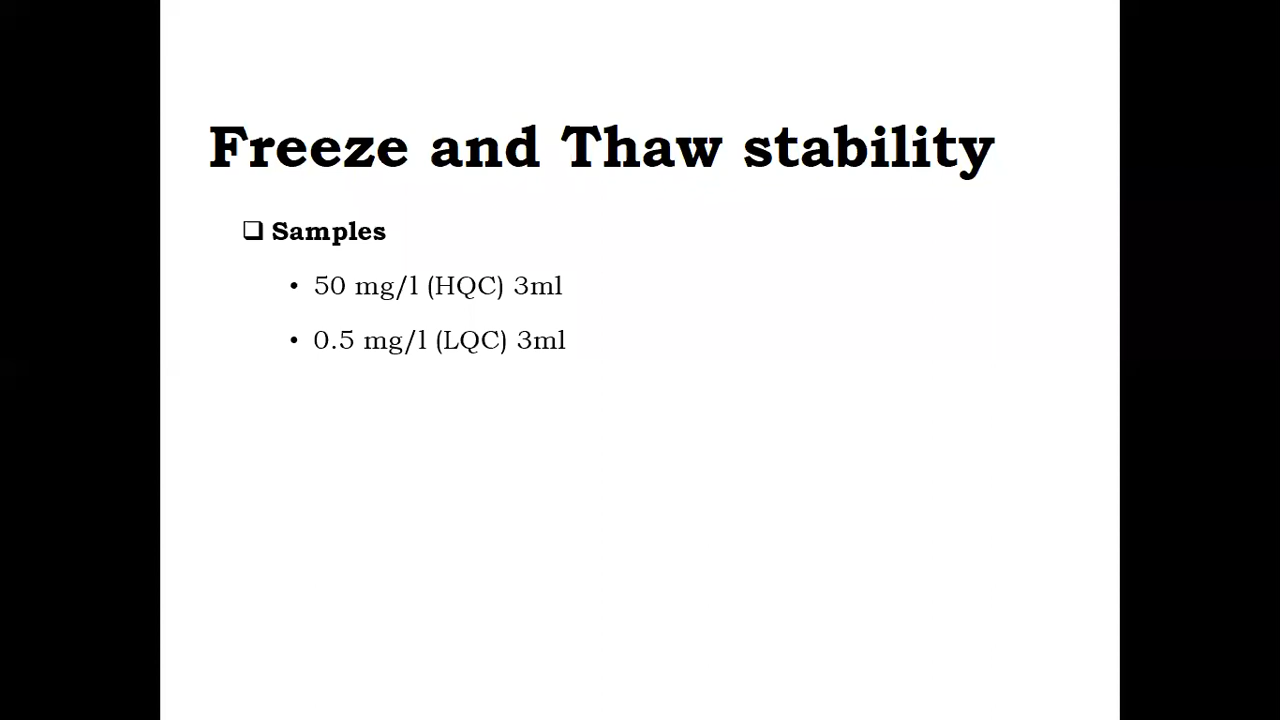 Freeze and Thaw stability
❑ Samples
• 50 mg/l (HQC) 3ml
• 0.5 mg/l (LQC) 3ml